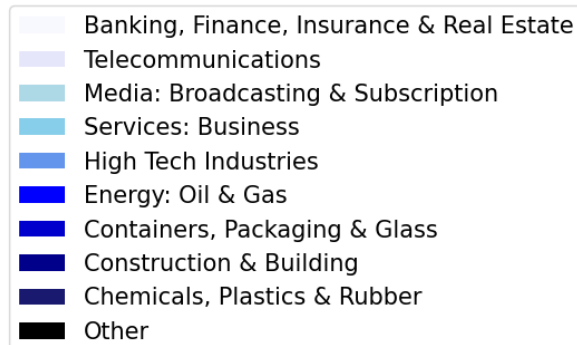 Banking, Finance, Insurance & Real Estate
Telecommunications
Media: Broadcasting & Subscription
Services: Business
High Tech Industries
Energy: Oil & Gas
Containers, Packaging & Glass
Construction & Building
Chemicals, Plastics & Rubber
Other